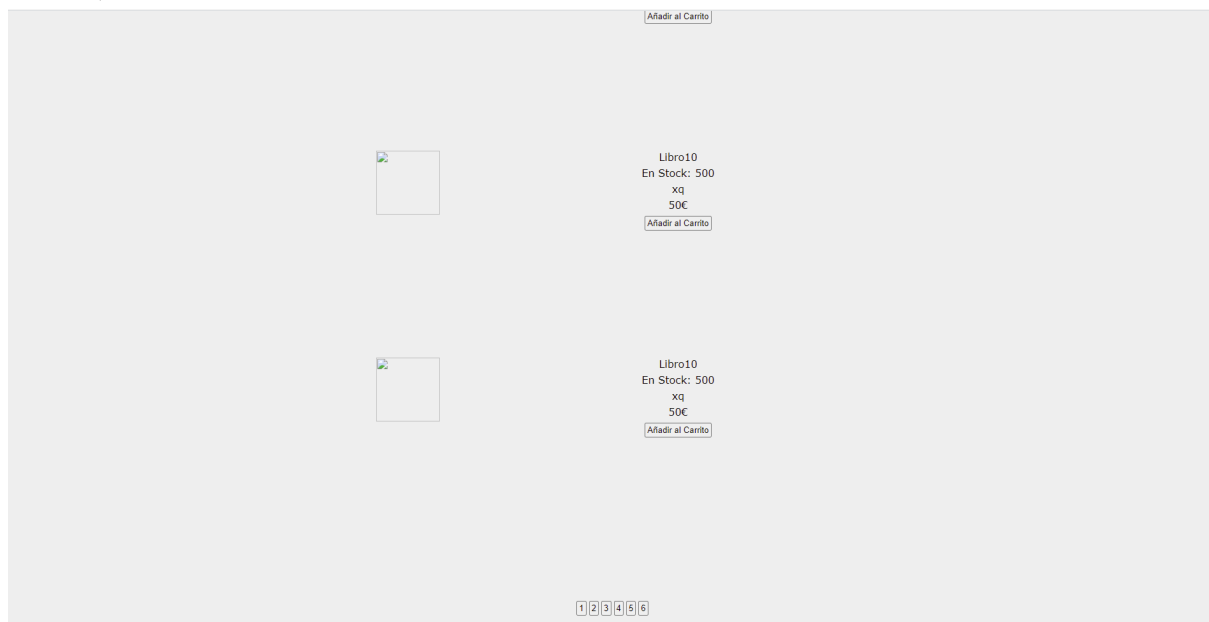 Añadir al Carrito
Libro10
En Stock: 500
xq
50€
Añadir al Carrito
Libro10
En Stock: 500
xq
50€
Añadir al Carrito
1 2 3 4 5 6